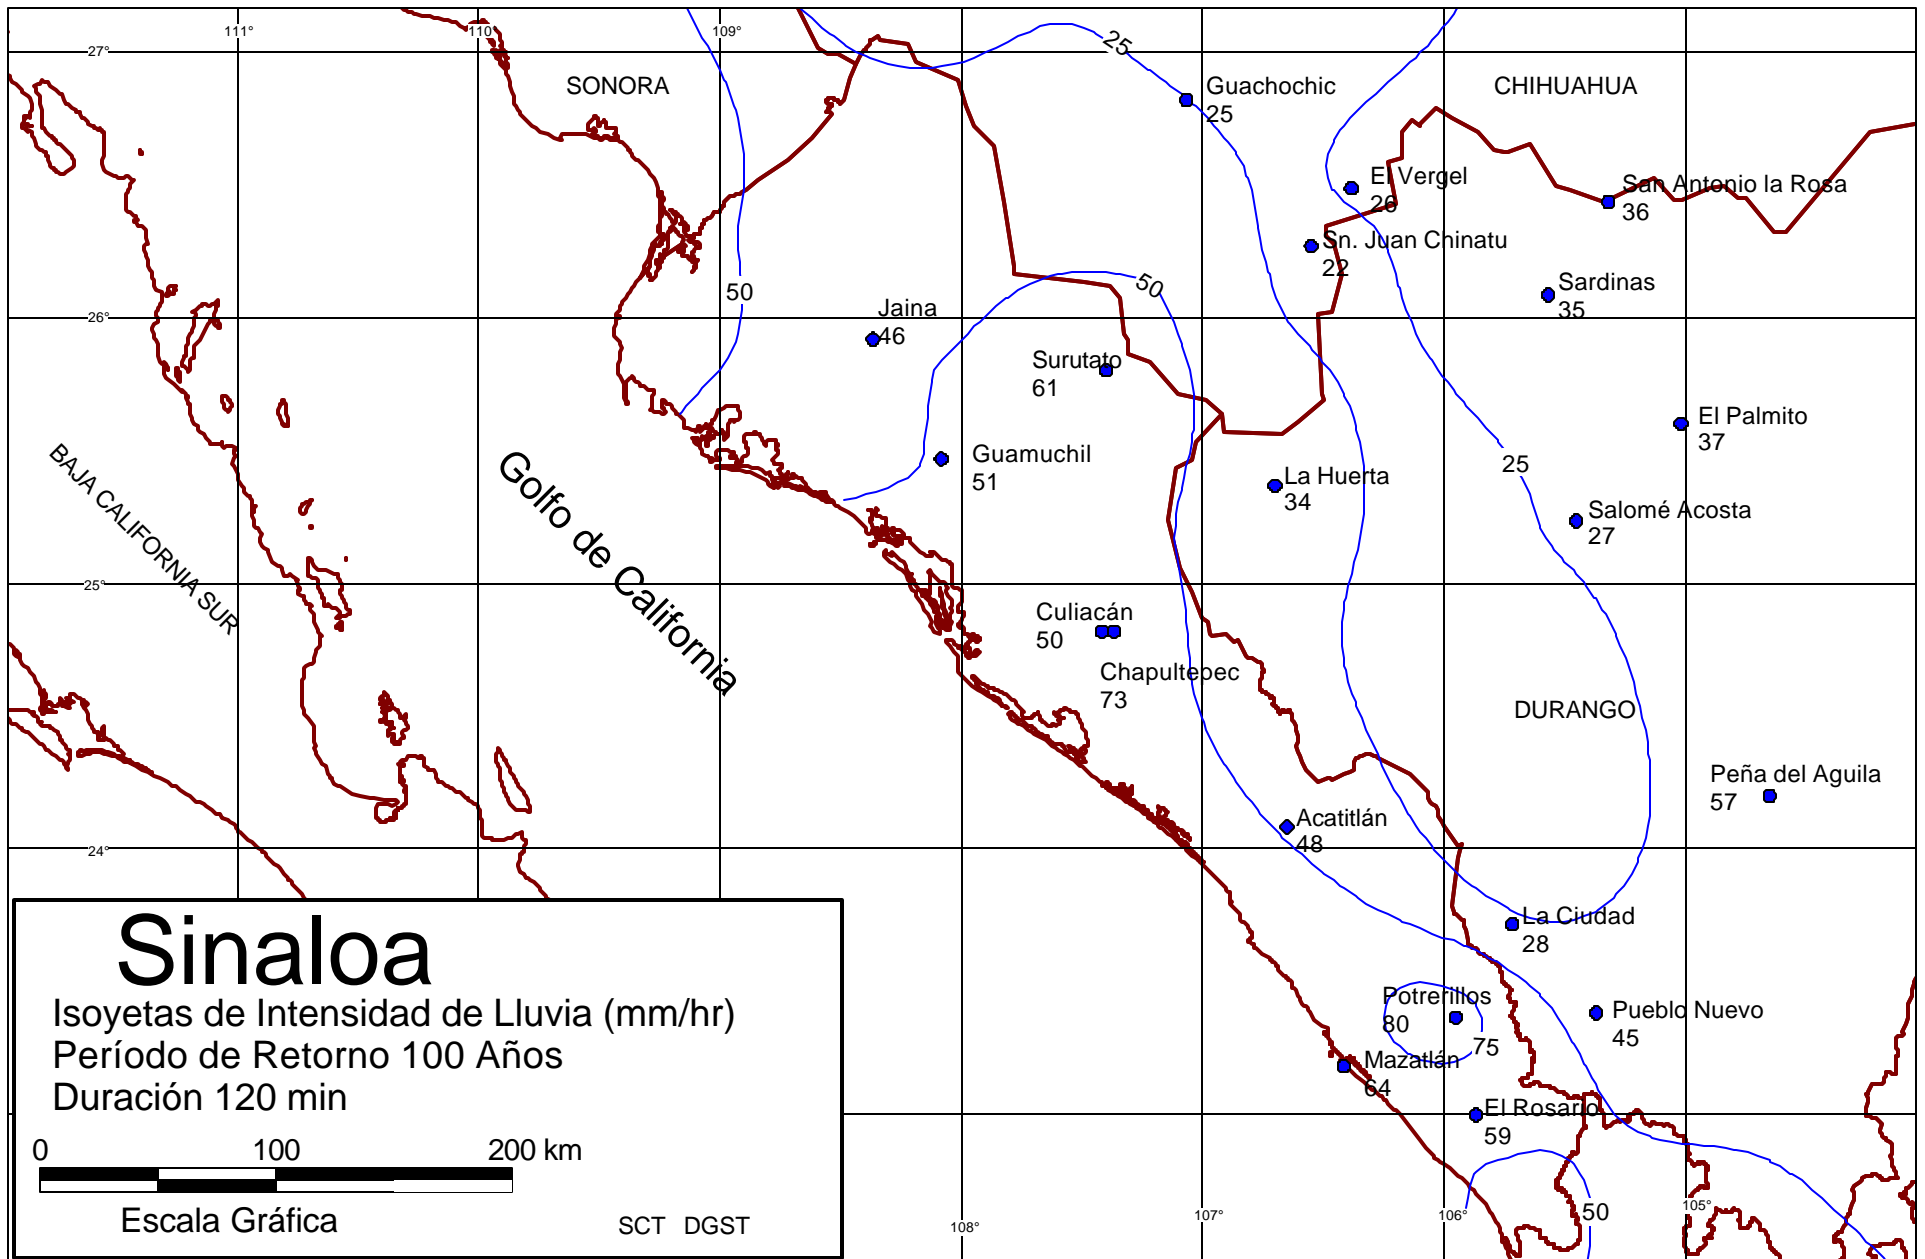 111°
110°
109°
27°
25
SONORA
Guachochic
25
CHIHUAHUA
El Vergel
26
San Antonio la Rosa
36
Sn. Juan Chinatu
22
Sardinas
35
50
50
Jaina
46
26°
Surutato
61
El Palmito
37
BAJA CALIFORNIA SUR
Golfo de California
Guamuchil
51
La Huerta
34
25
Salomé Acosta
27
25°
Culiacán
50
Chapultepec
73
DURANGO
Peña del Aguila
57
Acatitlán
48
24°
La Ciudad
28
Sinaloa
Isoyetas de Intensidad de Lluvia (mm/hr)
Período de Retorno 100 Años
Duración 120 min
0 100 200 km
Escala Gráfica
SCT DGST
Potrerillos
80
75
Pueblo Nuevo
45
Mazatlán
64
El Rosario
59
50
108°
107°
106°
105°